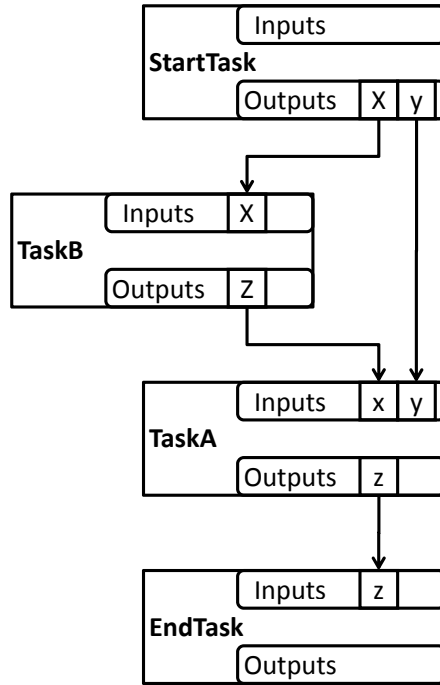 Inputs
StartTask
Outputs X y
Inputs X
TaskB
Outputs Z
Inputs x y
TaskA
Outputs z
Inputs z
EndTask
Outputs